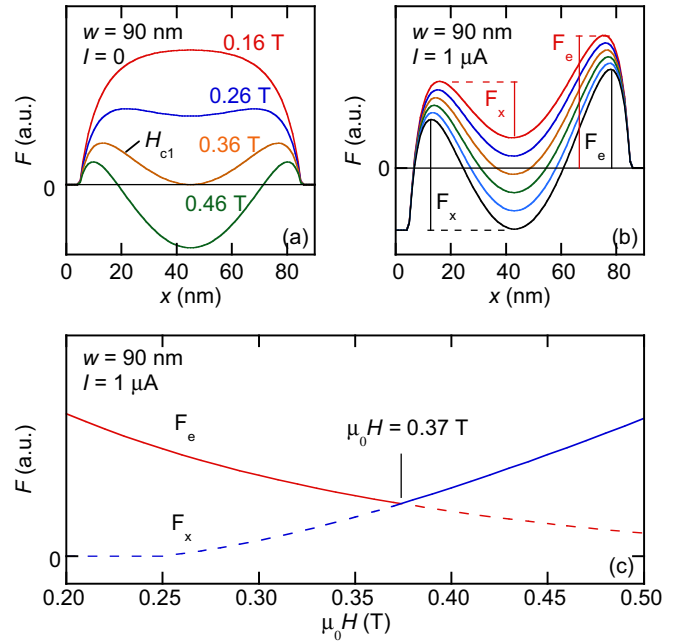 w = 90 nm
I = 0
0.16 T
0.26 T
H_c1
0.36 T
0.46 T
(a)
F (a.u.)
0
0 20 40 60 80
x (nm)
w = 90 nm
I = 1 μA
F_e
F_x
F_e
F_x
(b)
F (a.u.)
0
0 20 40 60 80
x (nm)
w = 90 nm
I = 1 μA
F_e
μ₀H = 0.37 T
F_x
(c)
F (a.u.)
0
0.20 0.25 0.30 0.35 0.40 0.45 0.50
μ₀H (T)